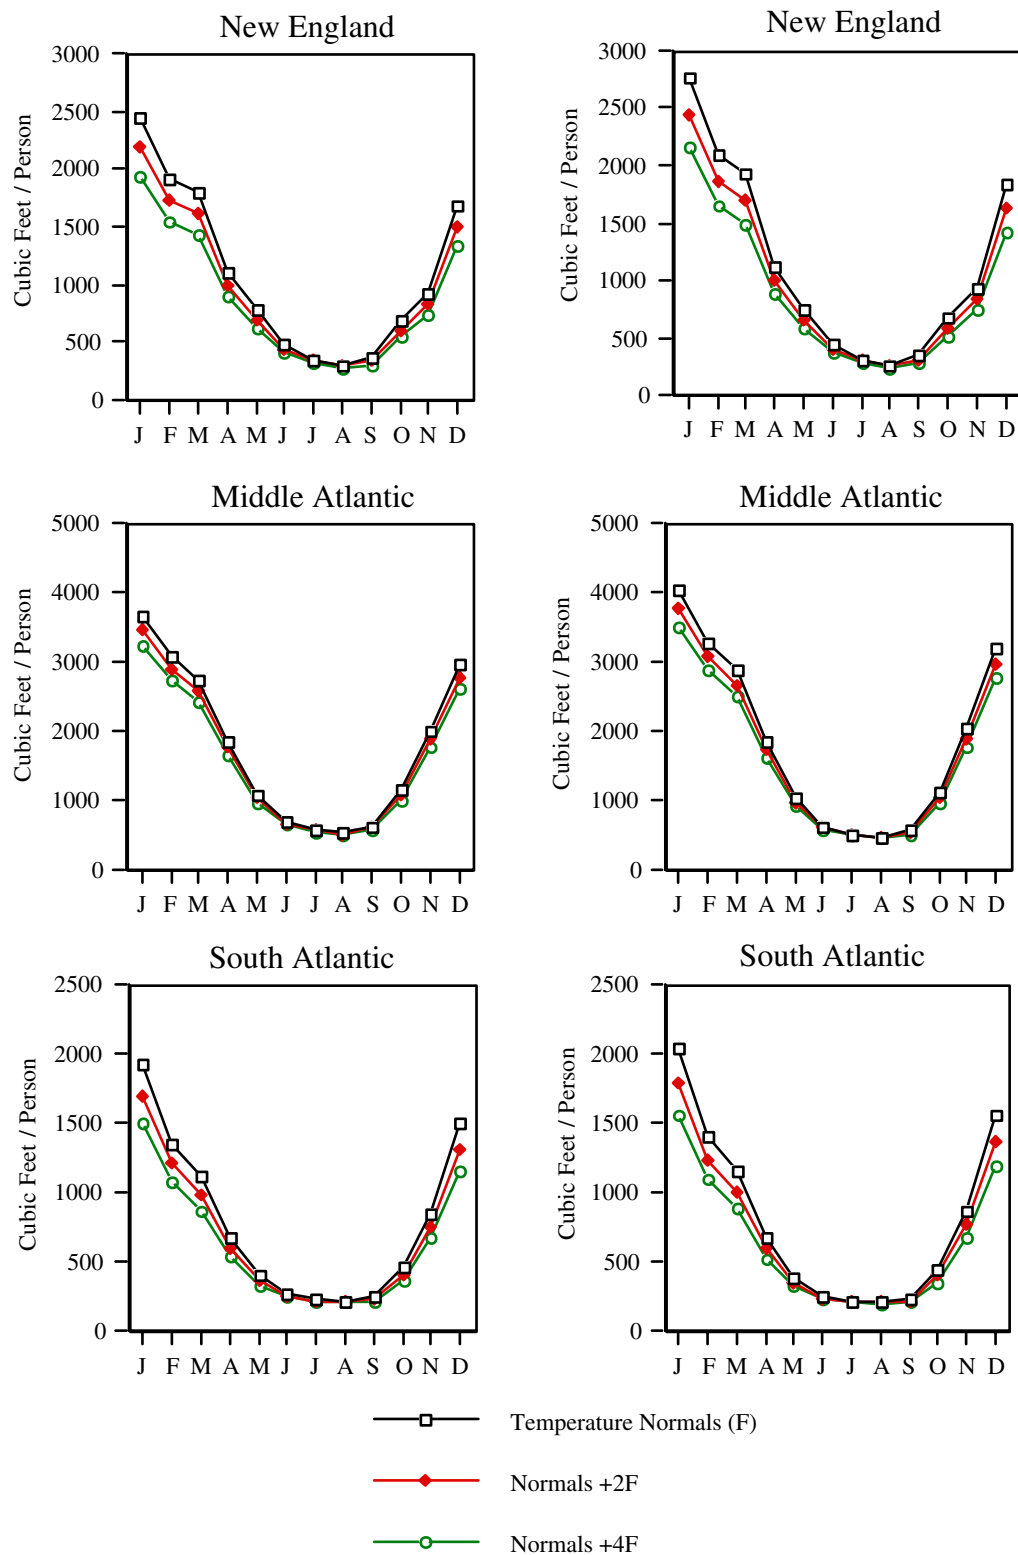 New England
3000
2500
2000
1500
1000
500
0
Cubic Feet / Person
J F M A M J J A S O N D
New England
3000
2500
2000
1500
1000
500
0
Cubic Feet / Person
J F M A M J J A S O N D
Middle Atlantic
5000
4000
3000
2000
1000
0
Cubic Feet / Person
J F M A M J J A S O N D
Middle Atlantic
5000
4000
3000
2000
1000
0
Cubic Feet / Person
J F M A M J J A S O N D
South Atlantic
2500
2000
1500
1000
500
0
Cubic Feet / Person
J F M A M J J A S O N D
South Atlantic
2500
2000
1500
1000
500
0
Cubic Feet / Person
J F M A M J J A S O N D
Temperature Normals (F)
Normals +2F
Normals +4F